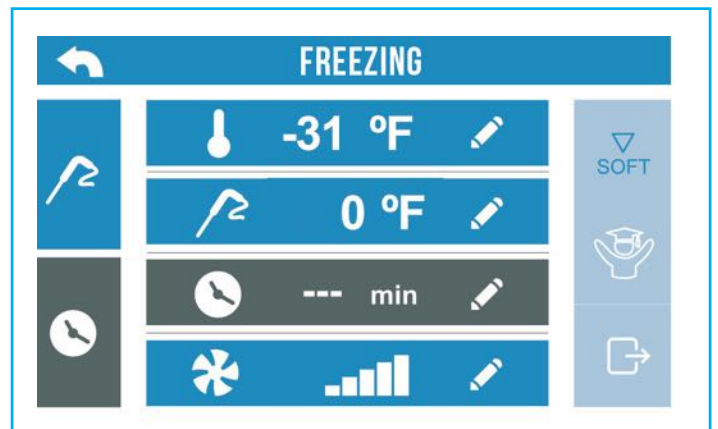 FREEZING
-31 ºF
SOFT
0 ºF
--- min